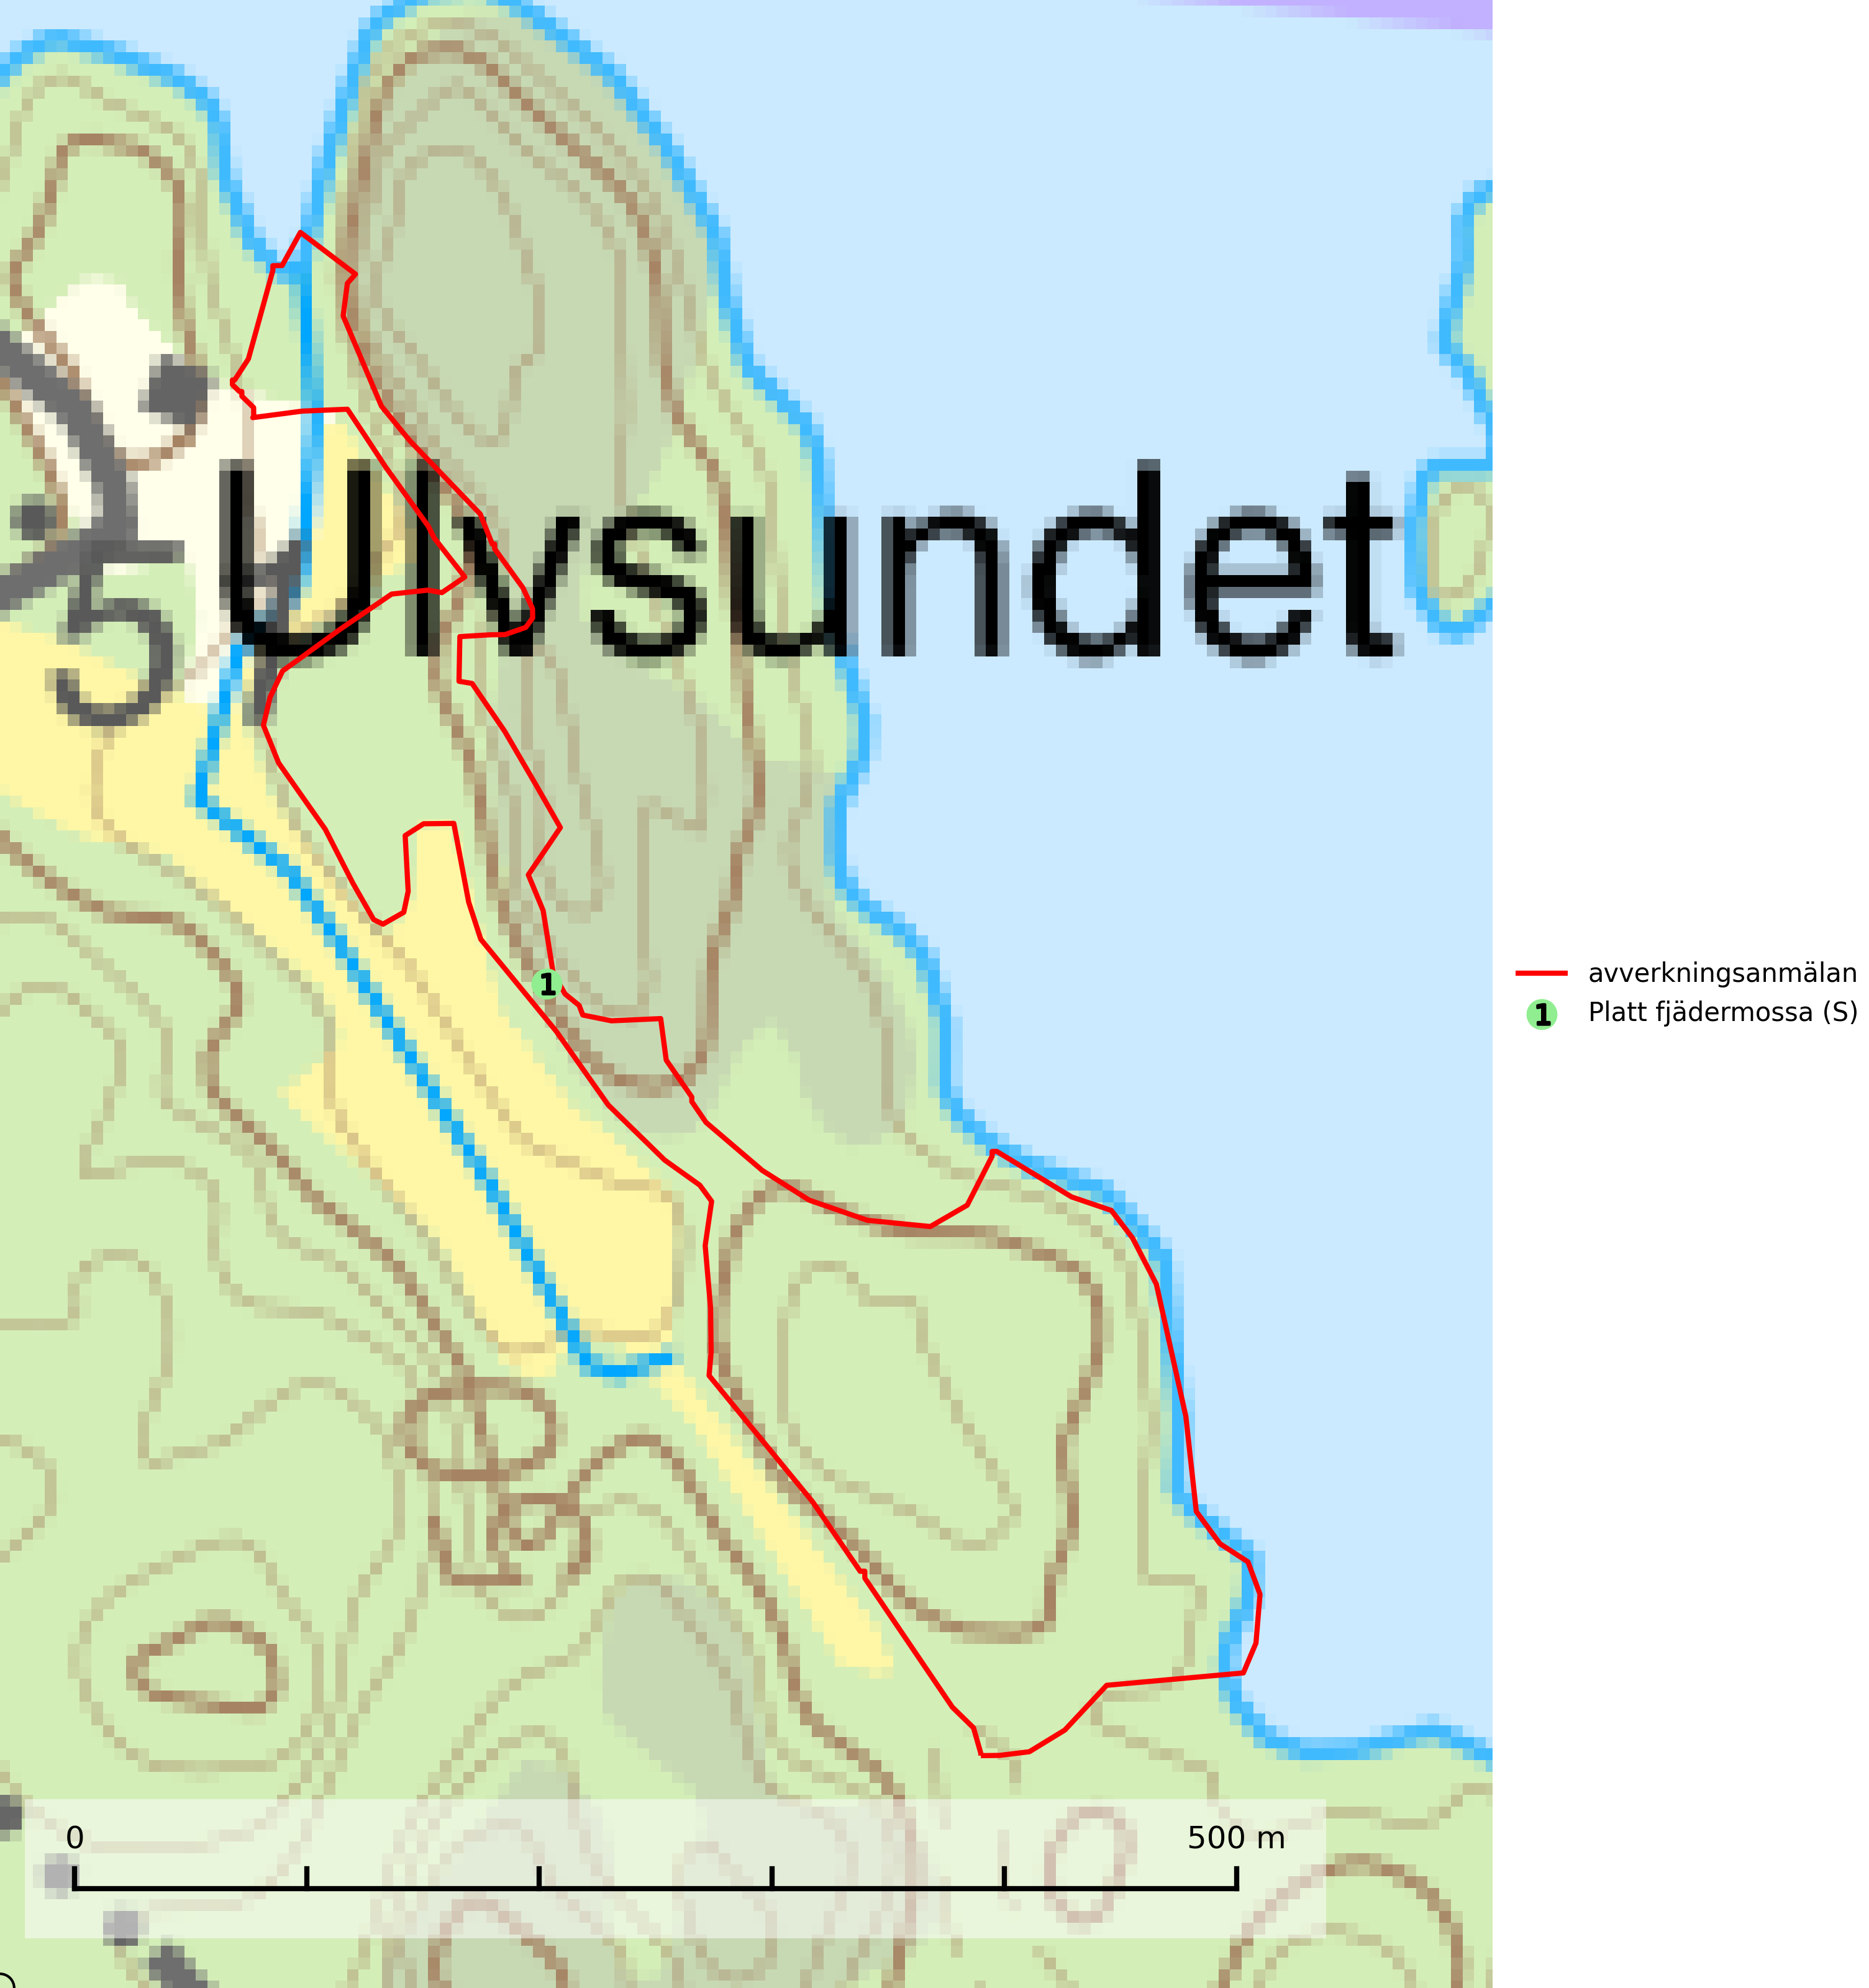 Ulvsundet
5
1
avverkningsanmälan
1 Platt fjädermossa (S)
0 500 m